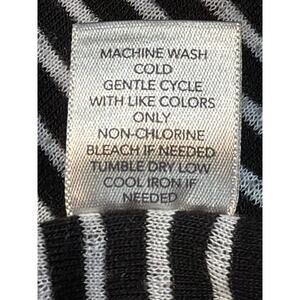 MACHINE WASH
COLD
GENTLE CYCLE
WITH LIKE COLORS
ONLY
NON-CHLORINE
BLEACH IF NEEDED
TUMBLE DRY LOW
COOL IRON IF
NEEDED